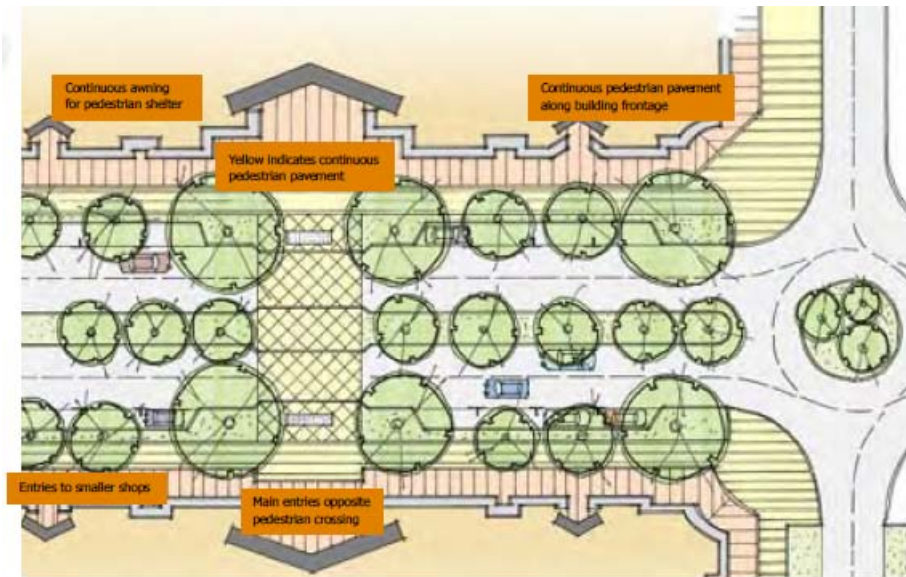 Continuous awning
for pedestrian shelter
Continuous pedestrian pavement
along building frontage
Yellow indicates continuous
pedestrian pavement
Entries to smaller shops
Main entries opposite
pedestrian crossing